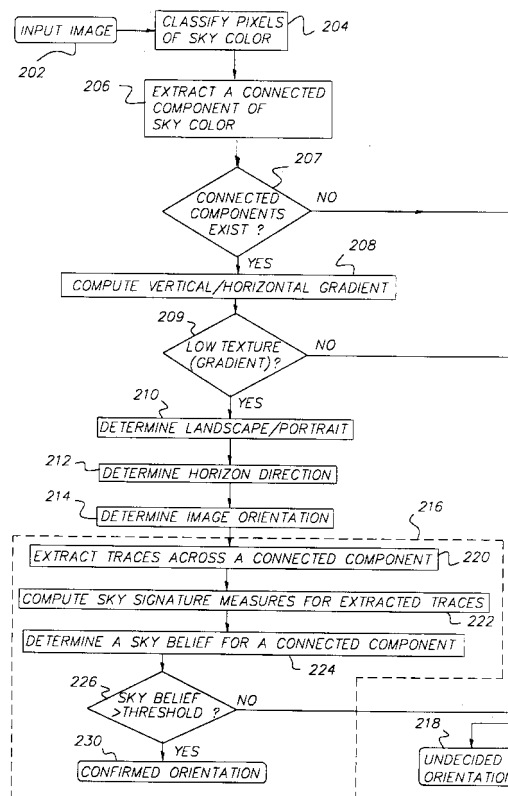 INPUT IMAGE
202
CLASSIFY PIXELS
OF SKY COLOR
204
206
EXTRACT A CONNECTED
COMPONENT OF
SKY COLOR
207
CONNECTED
COMPONENTS
EXIST ?
NO
YES
208
COMPUTE VERTICAL/HORIZONTAL GRADIENT
209
LOW TEXTURE
(GRADIENT)?
NO
YES
210
DETERMINE LANDSCAPE/PORTRAIT
212
DETERMINE HORIZON DIRECTION
214
DETERMINE IMAGE ORIENTATION
216
EXTRACT TRACES ACROSS A CONNECTED COMPONENT
220
COMPUTE SKY SIGNATURE MEASURES FOR EXTRACTED TRACES
222
DETERMINE A SKY BELIEF FOR A CONNECTED COMPONENT
224
226
SKY BELIEF
>THRESHOLD ?
NO
YES
230
CONFIRMED ORIENTATION
218
UNDECIDED